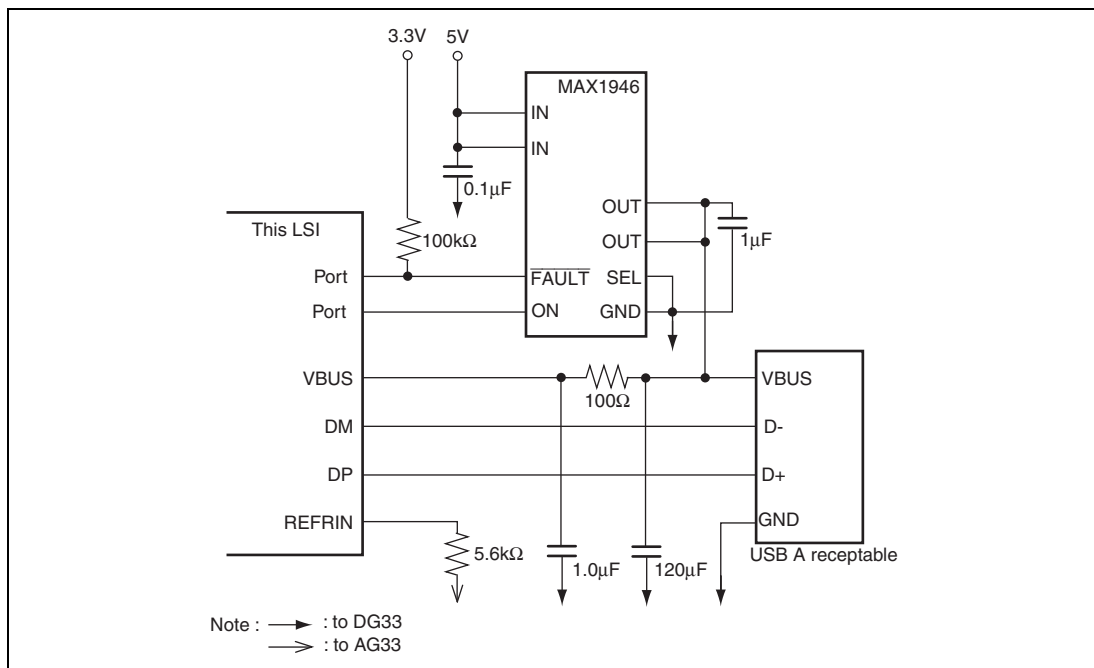 3.3V
5V
MAX1946
IN
IN
0.1μF
OUT
This LSI
100kΩ
OUT
1μF
Port
FAULT
SEL
Port
ON
GND
VBUS
100Ω
VBUS
DM
D-
DP
D+
REFRIN
GND
5.6kΩ
1.0μF
120μF
USB A receptable
Note : : to DG33
: to AG33